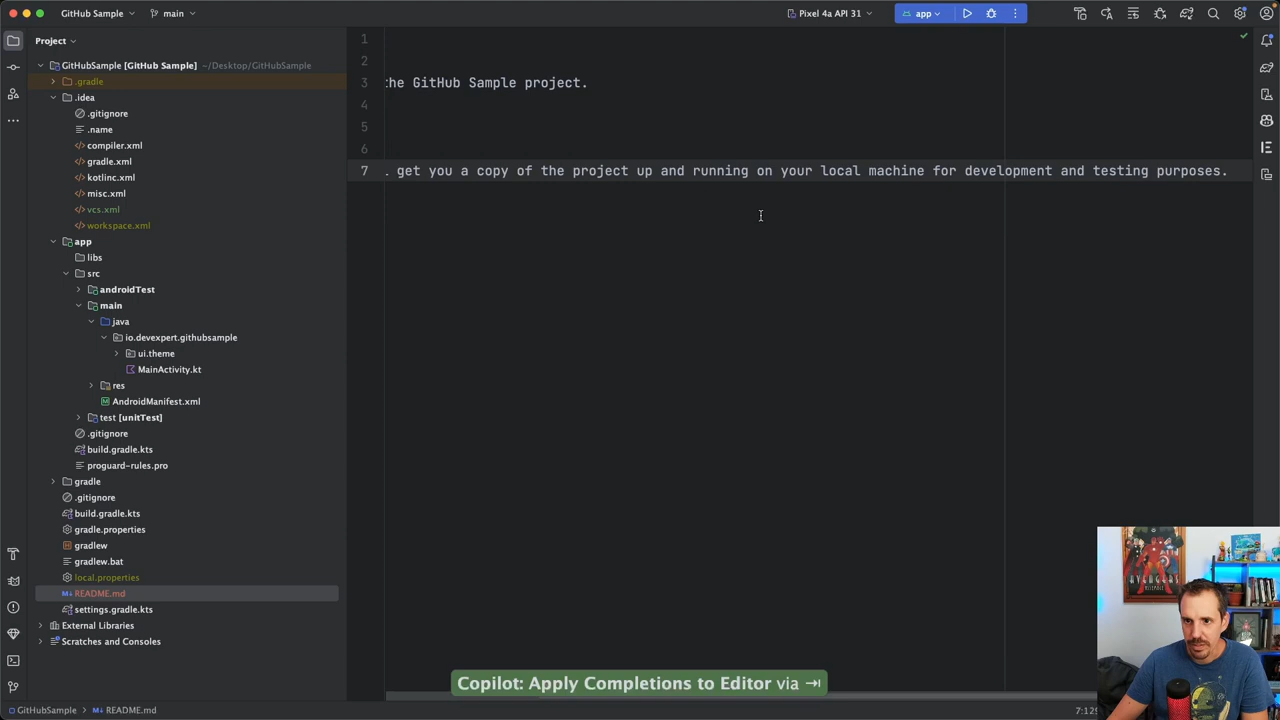 GitHub Sample
main
Pixel 4a API 31
app
Project
GitHubSample [GitHub Sample] ~/Desktop/GitHubSample
.gradle
.idea
.gitignore
.name
compiler.xml
gradle.xml
kotlinc.xml
misc.xml
vcs.xml
workspace.xml
app
libs
src
androidTest
main
java
io.devexpert.githubsample
ui.theme
MainActivity.kt
res
AndroidManifest.xml
test [unitTest]
.gitignore
build.gradle.kts
proguard-rules.pro
gradle
.gitignore
build.gradle.kts
gradle.properties
gradlew
gradlew.bat
local.properties
README.md
settings.gradle.kts
External Libraries
Scratches and Consoles
1
2
3 the GitHub Sample project.
4
5
6
7 get you a copy of the project up and running on your local machine for development and testing purposes.
AVENGERS
Copilot: Apply Completions to Editor via ⇥
GitHubSample > README.md